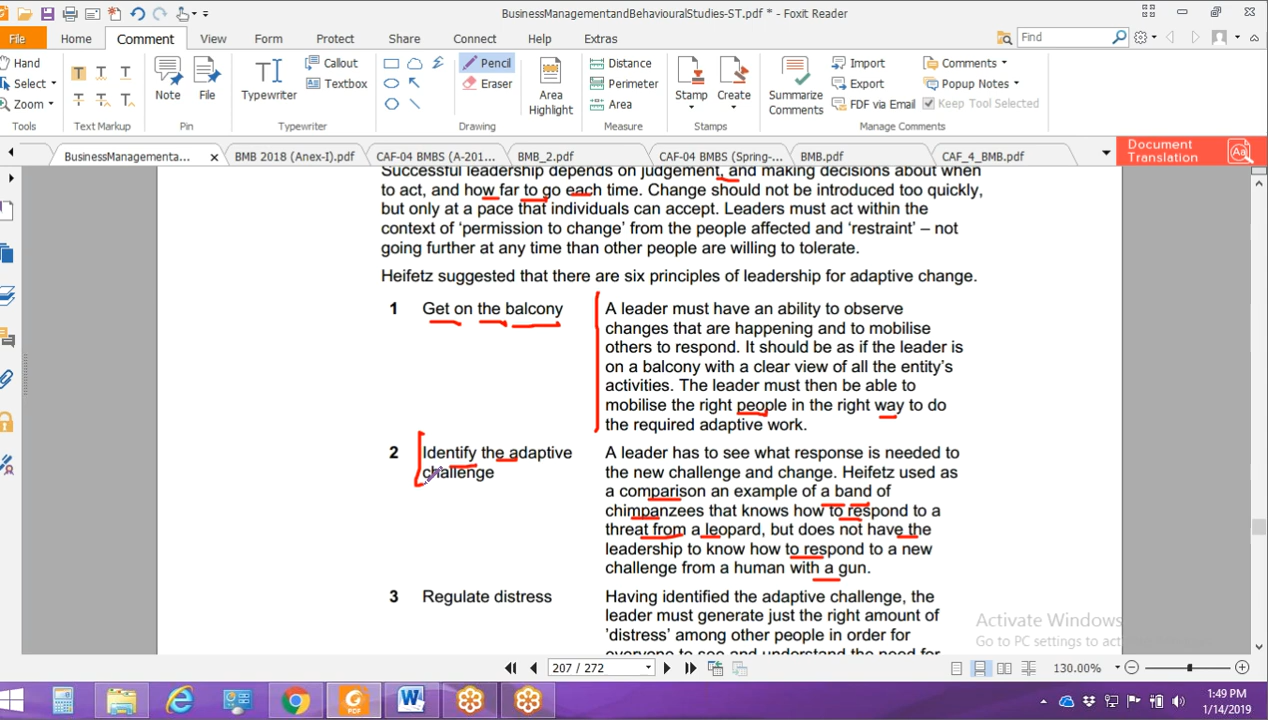 BusinessManagementandBehaviouralStudies-ST.pdf * - Foxit Reader
File Home Comment View Form Protect Share Connect Help Extras Find
Hand
Select
Zoom
Tools
Text Markup
Note
File
Pin
Typewriter
Callout
Textbox
Typewriter
Pencil
Eraser
Area
Highlight
Drawing
Distance
Perimeter
Area
Measure
Stamp
Create
Stamps
Summarize
Comments
Import
Export
FDF via Email
Comments
Popup Notes
Keep Tool Selected
Manage Comments
BusinessManagementa... BMB 2018 (Anex-I).pdf CAF-04 BMBS (A-201... BMB_2.pdf CAF-04 BMBS (Spring-... BMB.pdf CAF_4_BMB.pdf
Document
Translation
Successful leadership depends on judgement, and making decisions about when
to act, and how far to go each time. Change should not be introduced too quickly,
but only at a pace that individuals can accept. Leaders must act within the
context of ‘permission to change’ from the people affected and ‘restraint’ – not
going further at any time than other people are willing to tolerate.
Heifetz suggested that there are six principles of leadership for adaptive change.
1 Get on the balcony
A leader must have an ability to observe
changes that are happening and to mobilise
others to respond. It should be as if the leader is
on a balcony with a clear view of all the entity’s
activities. The leader must then be able to
mobilise the right people in the right way to do
the required adaptive work.
2 Identify the adaptive
challenge
A leader has to see what response is needed to
the new challenge and change. Heifetz used as
a comparison an example of a band of
chimpanzees that knows how to respond to a
threat from a leopard, but does not have the
leadership to know how to respond to a new
challenge from a human with a gun.
3 Regulate distress
Having identified the adaptive challenge, the
leader must generate just the right amount of
'distress' among other people in order for
everyone to see and understand the need for
Activate Windows
Go to PC settings to act
207 / 272
130.00%
1:49 PM
1/14/2019